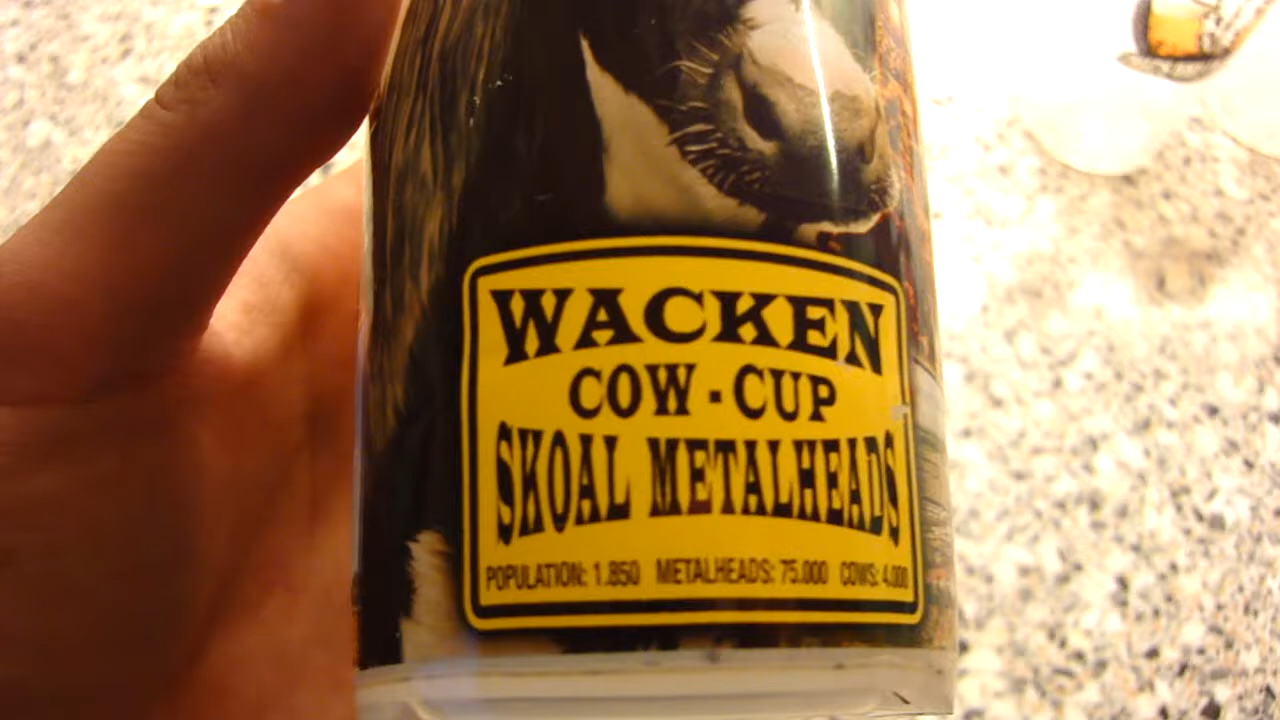 WACKEN
COW-CUP
SKOAL METALHEADS
POPULATION: 1.850 METALHEADS: 75.000 COWS: 4.000